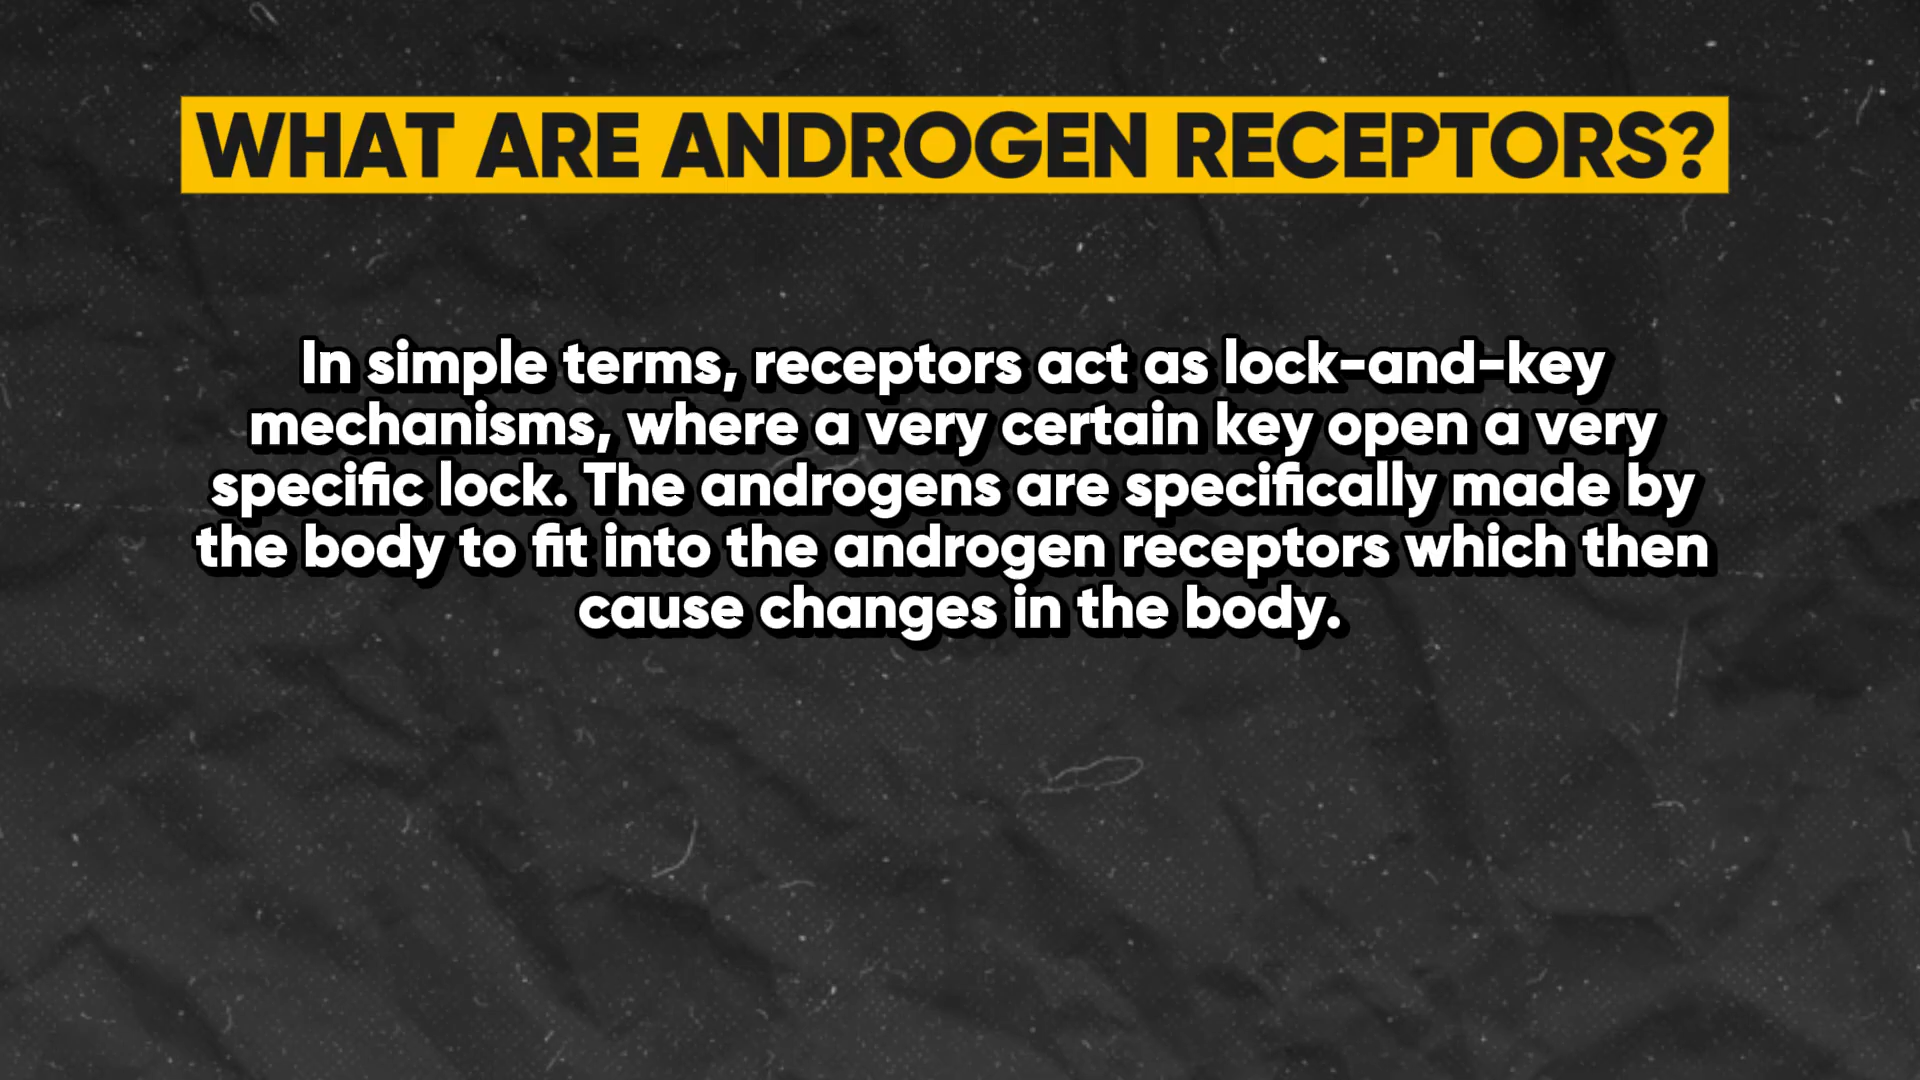 WHAT ARE ANDROGEN RECEPTORS?
In simple terms, receptors act as lock-and-key
mechanisms, where a very certain key open a very
specific lock. The androgens are specifically made by
the body to fit into the androgen receptors which then
cause changes in the body.